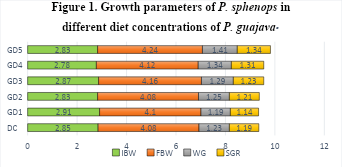 Figure 1. Growth parameters of P. sphenops in
different diet concentrations of P. guajava-
GD5 2.83 4.24 1.41 1.34
GD4 2.78 4.12 1.34 1.31
GD3 2.87 4.16 1.29 1.23
GD2 2.83 4.08 1.25 1.21
GD1 2.91 4.1 1.19 1.14
DC 2.85 4.08 1.23 1.19
0 2 4 6 8 10 12
IBW FBW WG SGR